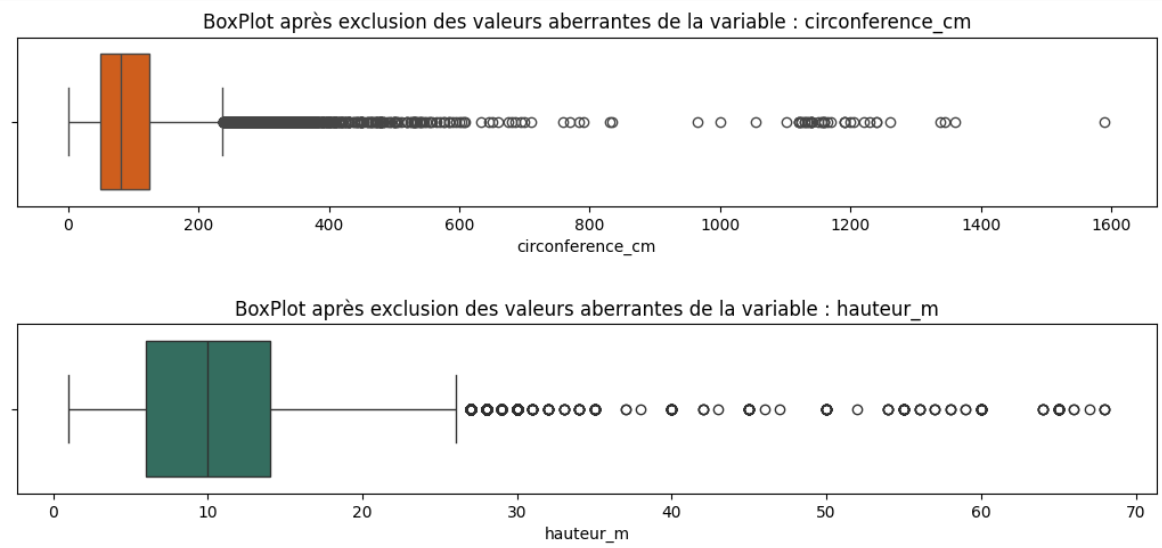 BoxPlot après exclusion des valeurs aberrantes de la variable : circonference_cm
0 200 400 600 800 1000 1200 1400 1600
circonference_cm
BoxPlot après exclusion des valeurs aberrantes de la variable : hauteur_m
0 10 20 30 40 50 60 70
hauteur_m